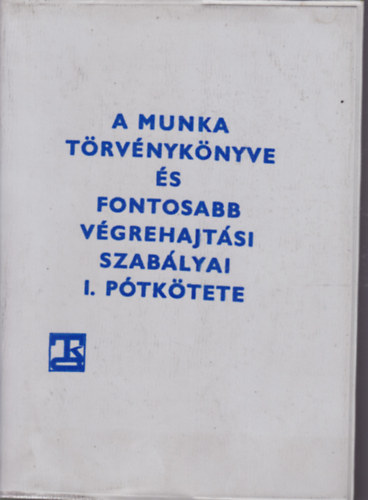 A MUNKA
TÖRVÉNYKÖNYVE
ÉS
FONTOSABB
VÉGREHAJTÁSI
SZABÁLYAI
I. PÓTKÖTETE